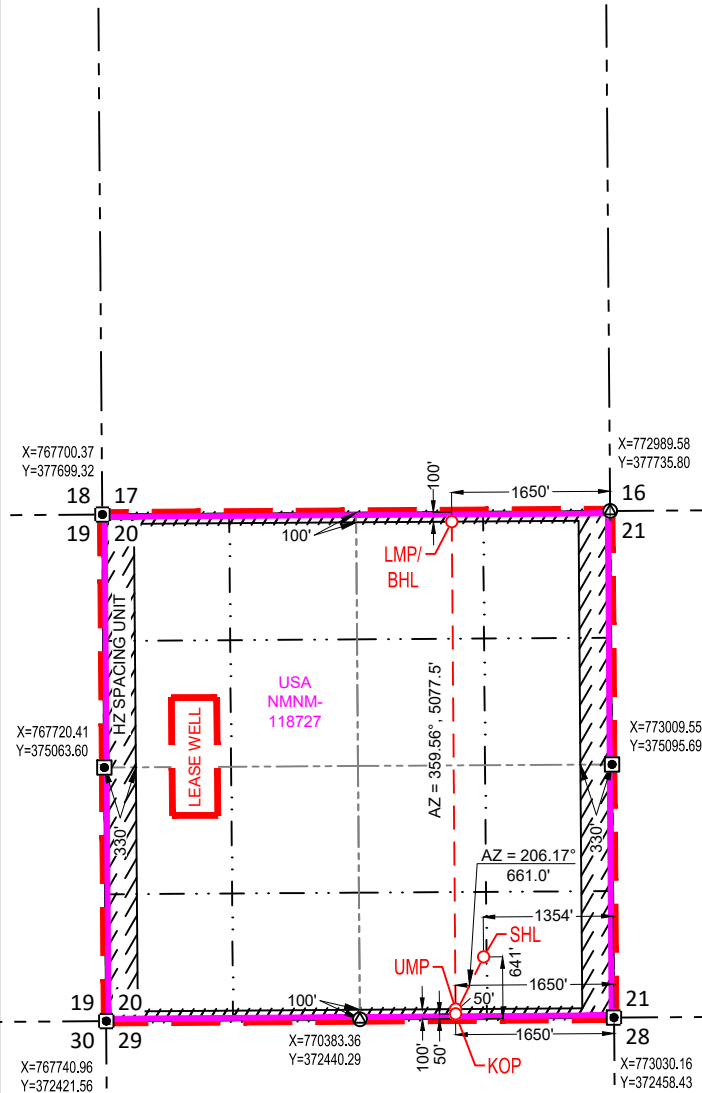 X=767700.37
Y=377699.32
X=772989.58
Y=377735.80
18 17
16
19 20
21
100'
1650'
100'
LMP/
BHL
HZ SPACING UNIT
USA
NMNM-
118727
LEASE WELL
AZ = 359.56°, 5077.5'
X=767720.41
Y=375063.60
X=773009.55
Y=375095.69
330'
330'
AZ = 206.17°
661.0'
1354'
SHL
641'
UMP
1650'
50'
100'
19 20
21
30 29
28
100'
50'
1650'
KOP
X=770383.36
Y=372440.29
X=767740.96
Y=372421.56
X=773030.16
Y=372458.43